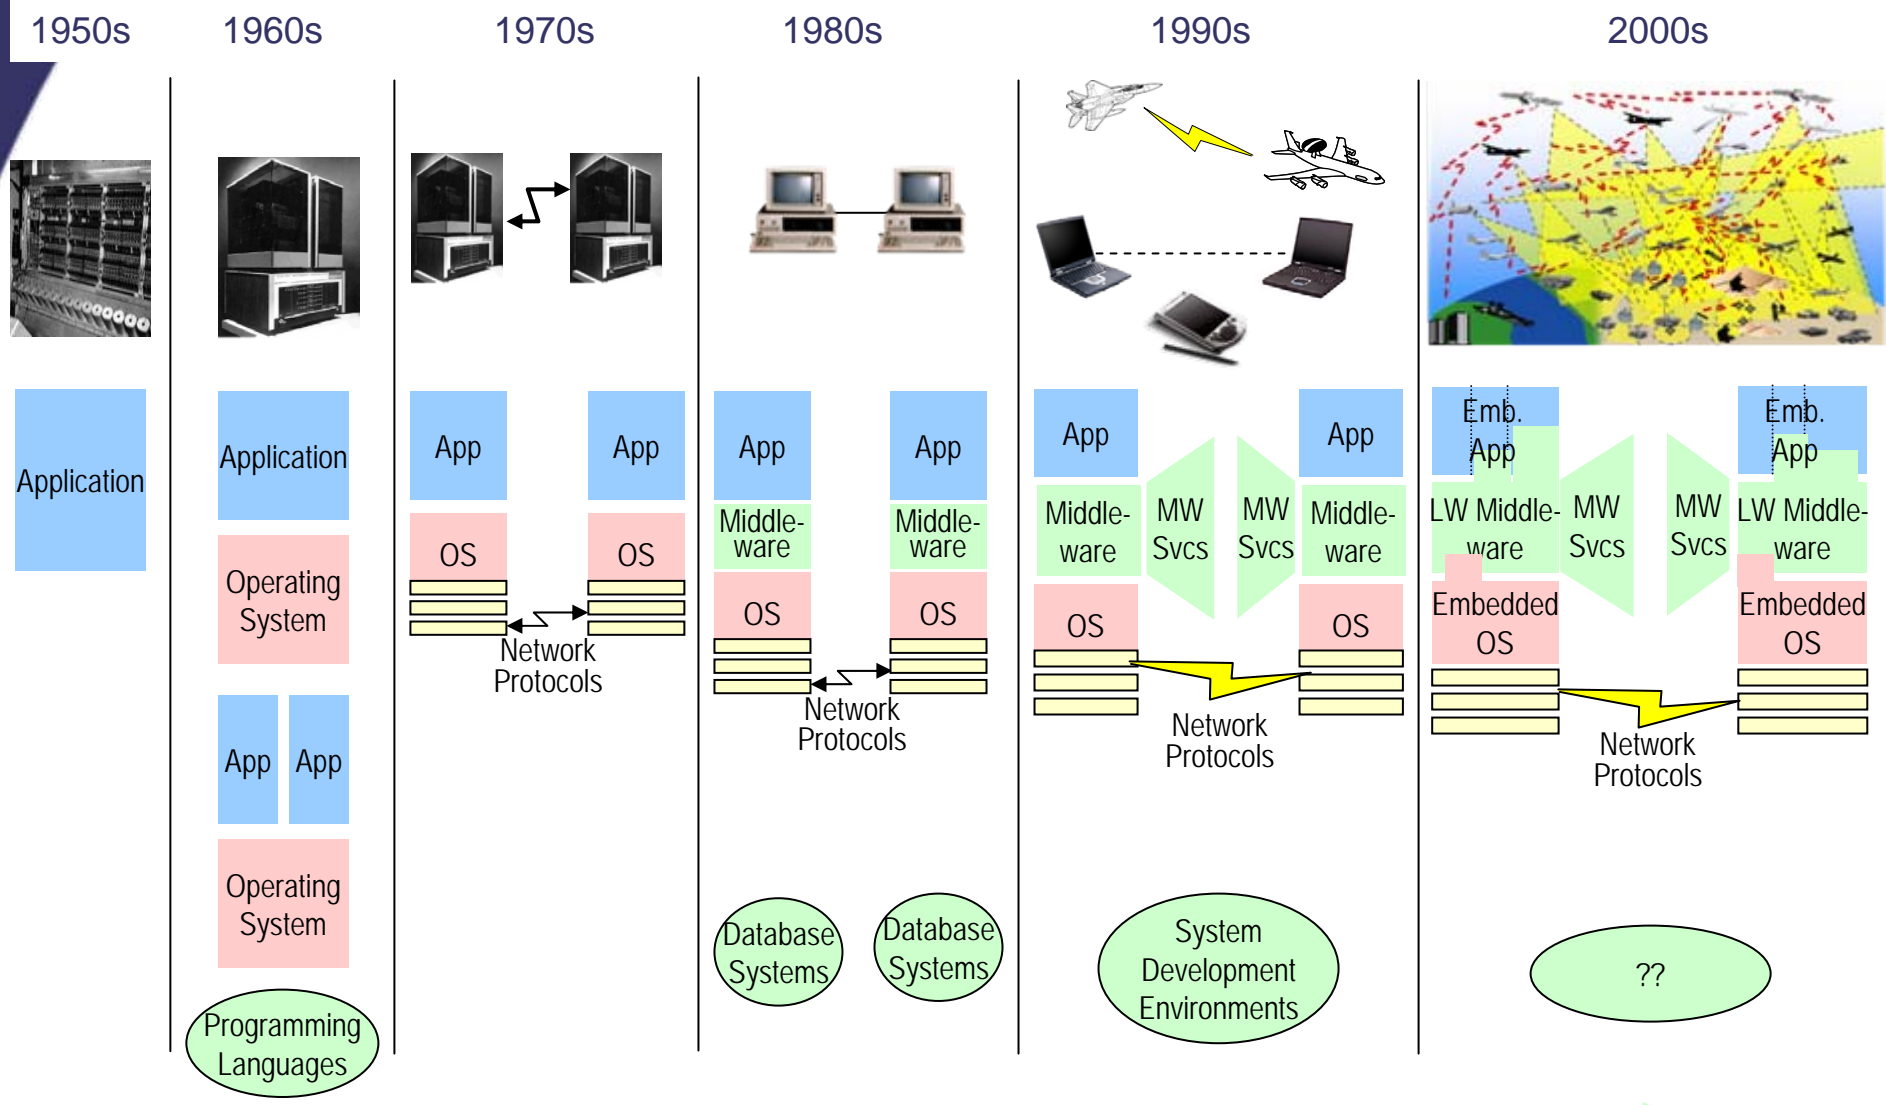 1950s
1960s
1970s
1980s
1990s
2000s
Application
Application
Operating
System
App
App
Operating
System
Programming
Languages
App
App
OS
OS
Network
Protocols
App
App
Middle-
ware
Middle-
ware
OS
OS
Network
Protocols
Database
Systems
Database
Systems
App
App
Middle-
ware
MW
Svcs
MW
Svcs
Middle-
ware
OS
OS
Network
Protocols
System
Development
Environments
Emb.
App
Emb.
App
LW Middle-
ware
MW
Svcs
MW
Svcs
LW Middle-
ware
Embedded
OS
Embedded
OS
Network
Protocols
??